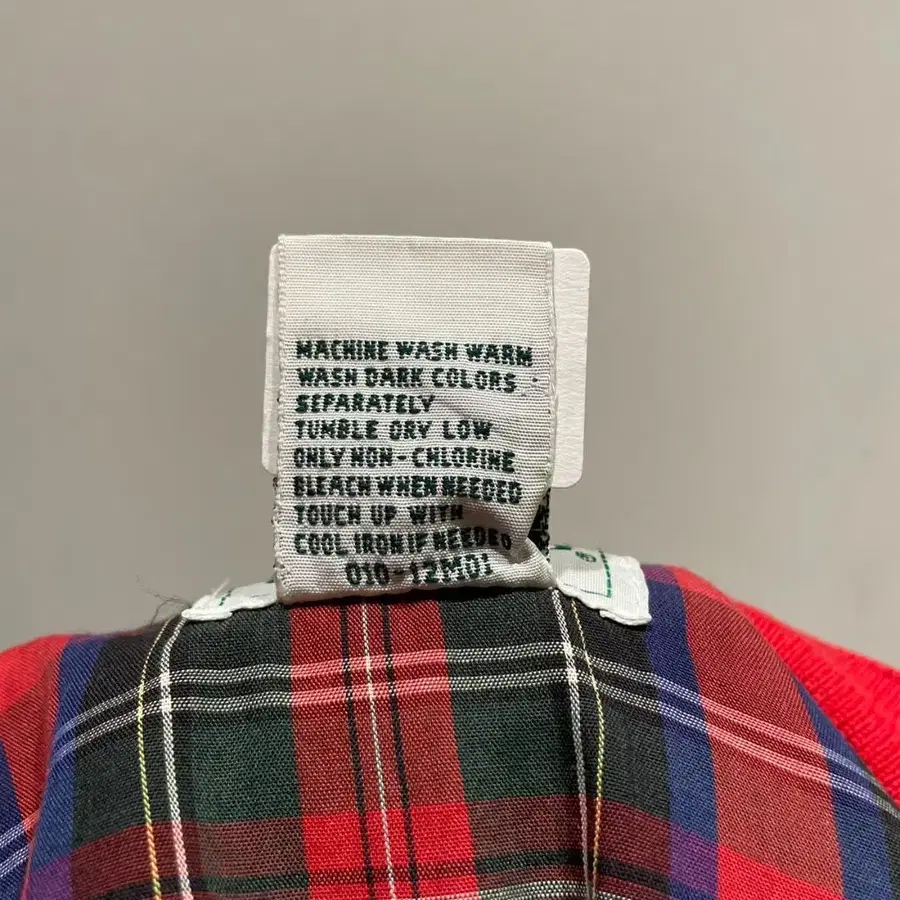 MACHINE WASH WARM
WASH DARK COLORS
SEPARATELY
TUMBLE DRY LOW
ONLY NON-CHLORINE
BLEACH WHEN NEEDED
TOUCH UP WITH
COOL IRON IF NEEDED
010-12M01